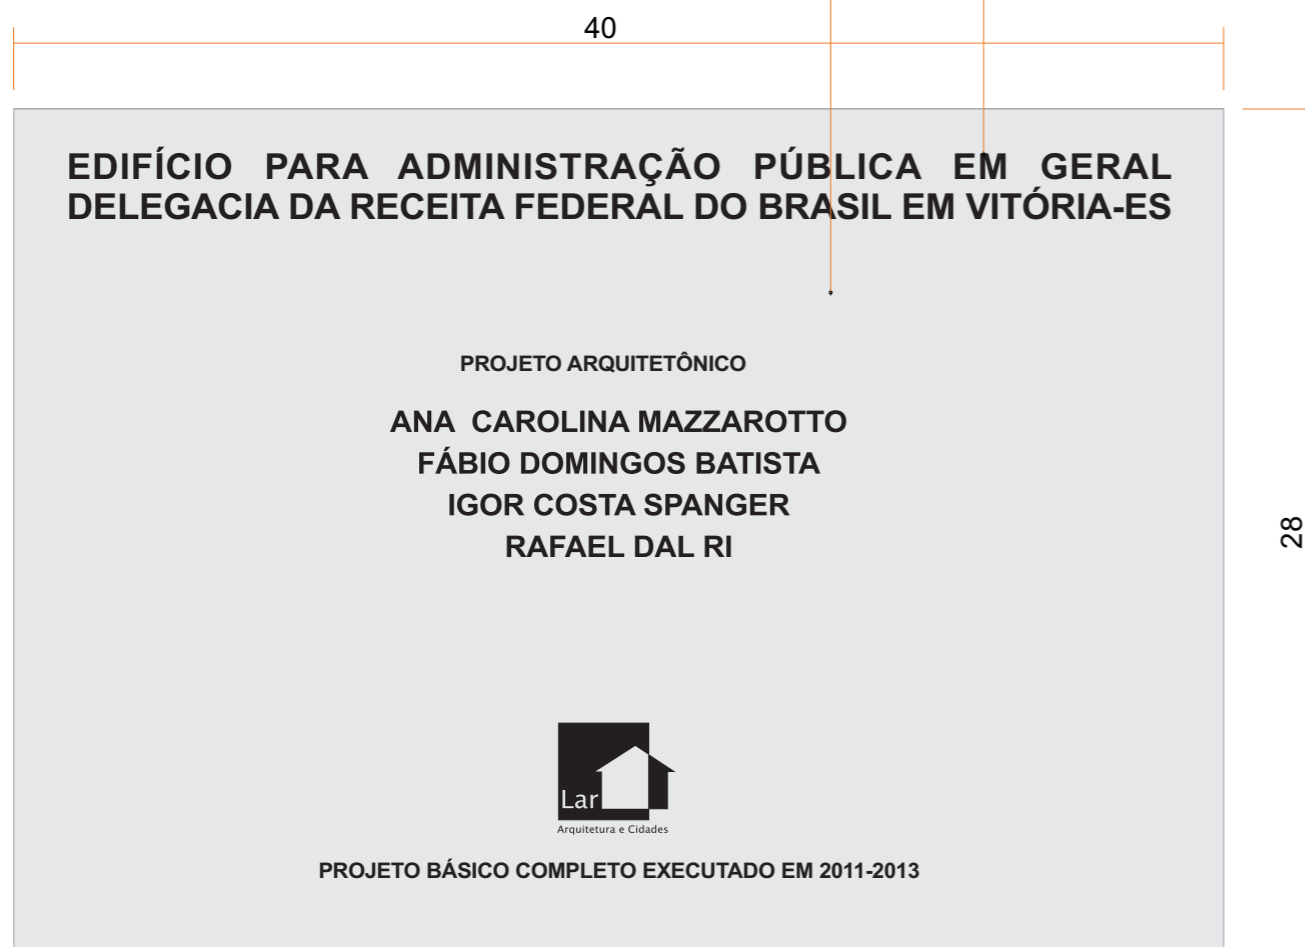 40
EDIFÍCIO PARA ADMINISTRAÇÃO PÚBLICA EM GERAL
DELEGACIA DA RECEITA FEDERAL DO BRASIL EM VITÓRIA-ES
PROJETO ARQUITETÔNICO
ANA CAROLINA MAZZAROTTO
FÁBIO DOMINGOS BATISTA
IGOR COSTA SPANGER
RAFAEL DAL RI
28
Lar
Arquitetura e Cidades
PROJETO BÁSICO COMPLETO EXECUTADO EM 2011-2013